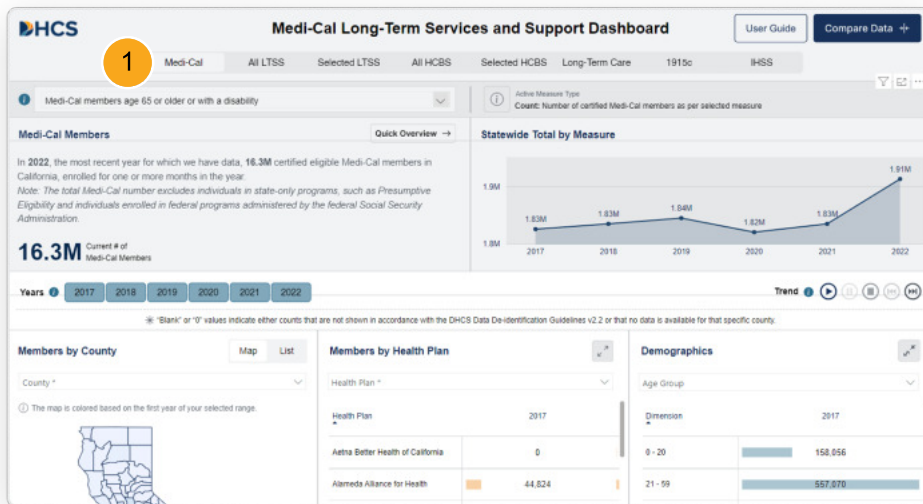 DHCS
Medi-Cal Long-Term Services and Support Dashboard
User Guide
Compare Data
1
Medi-Cal
All LTSS
Selected LTSS
All HCBS
Selected HCBS
Long-Term Care
1915c
IHSS
Medi-Cal members age 65 or older or with a disability
Active Measure Type
Count: Number of certified Medi-Cal members as per selected measure
Medi-Cal Members
Quick Overview →
In 2022, the most recent year for which we have data, 16.3M certified eligible Medi-Cal members in
California, enrolled for one or more months in the year.
Note: The total Medi-Cal number excludes individuals in state-only programs, such as Presumptive
Eligibility and individuals enrolled in federal programs administered by the federal Social Security
Administration.
16.3M
Current # of
Medi-Cal Members
Statewide Total by Measure
1.9M
1.8M
1.83M
1.83M
1.84M
1.82M
1.83M
1.91M
2017
2018
2019
2020
2021
2022
Years
2017
2018
2019
2020
2021
2022
Trend
"Blank" or "0" values indicate either counts that are not shown in accordance with the DHCS Data De-identification Guidelines v2.2 or that no data is available for that specific county.
Members by County
Map
List
County *
The map is colored based on the first year of your selected range.
Members by Health Plan
Health Plan *
Health Plan
2017
Aetna Better Health of California
0
Alameda Alliance for Health
44,824
Demographics
Age Group
Dimension
2017
0 - 20
158,056
21 - 59
557,070